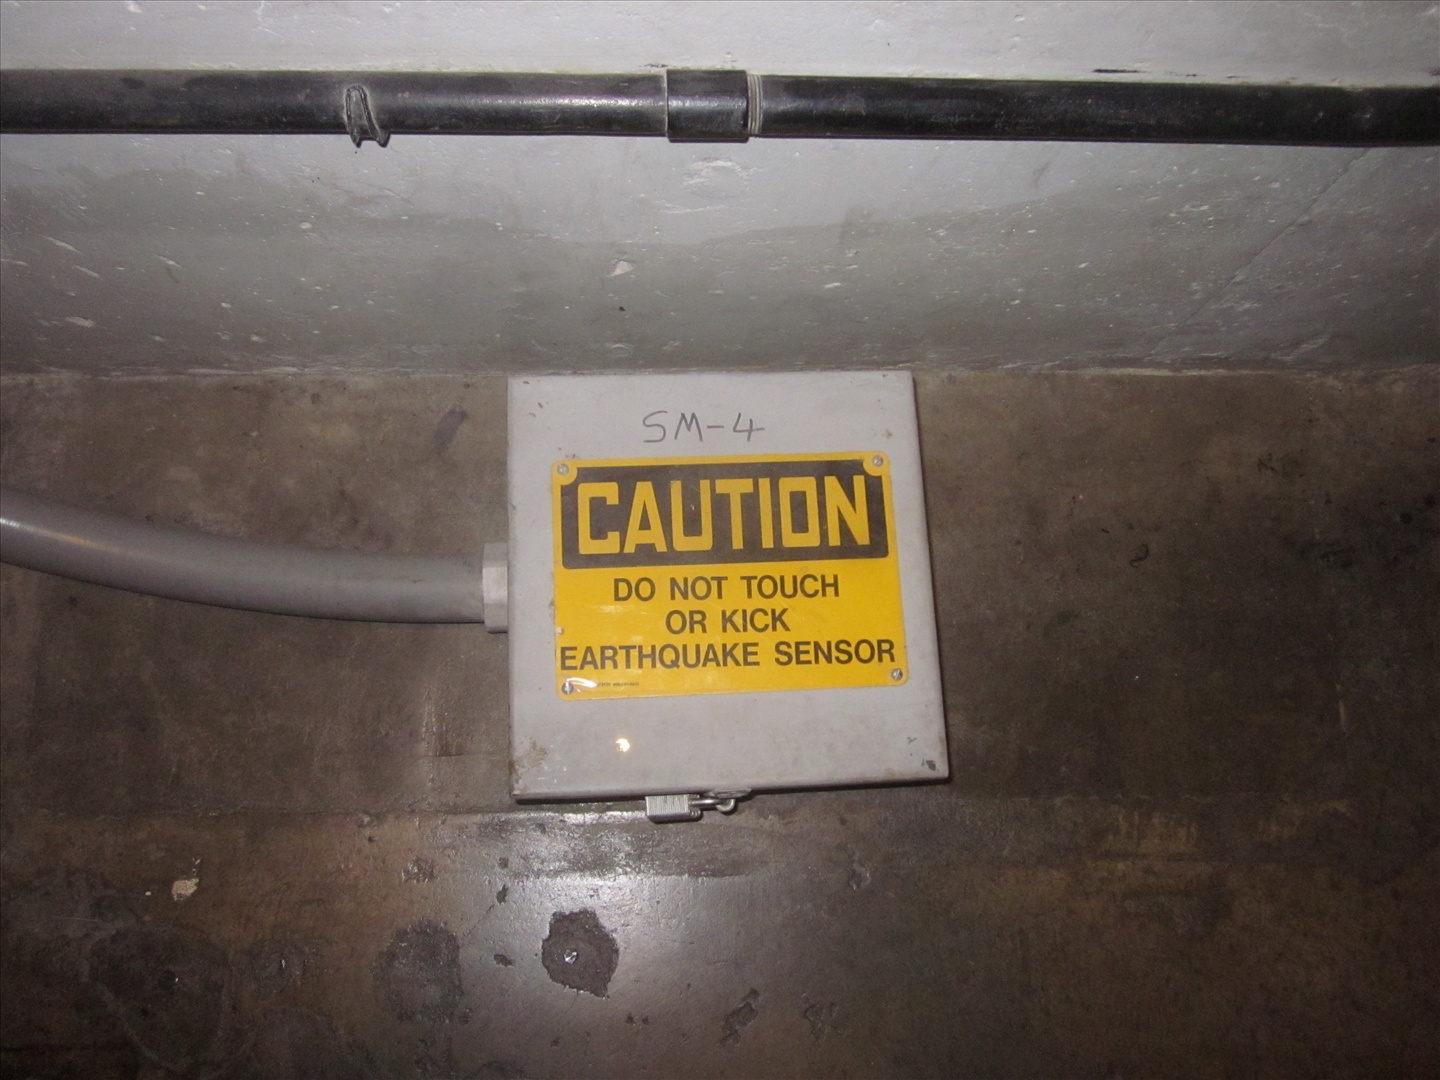 SM-4
CAUTION
DO NOT TOUCH
OR KICK
EARTHQUAKE SENSOR